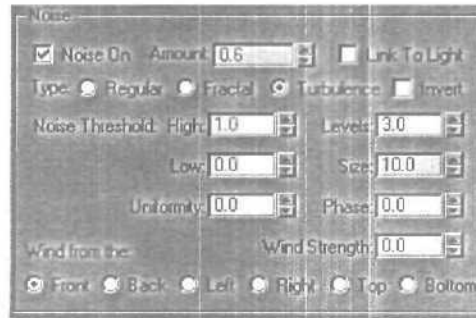 Noise
Noise On Amount: 0.6 Link To Light
Type: Regular Fractal Turbulence Invert
Noise Threshold: High: 1.0 Levels: 3.0
Low: 0.0 Size: 10.0
Uniformity: 0.0 Phase: 0.0
Wind from the: Wind Strength: 0.0
Front Back Left Right Top Bottom